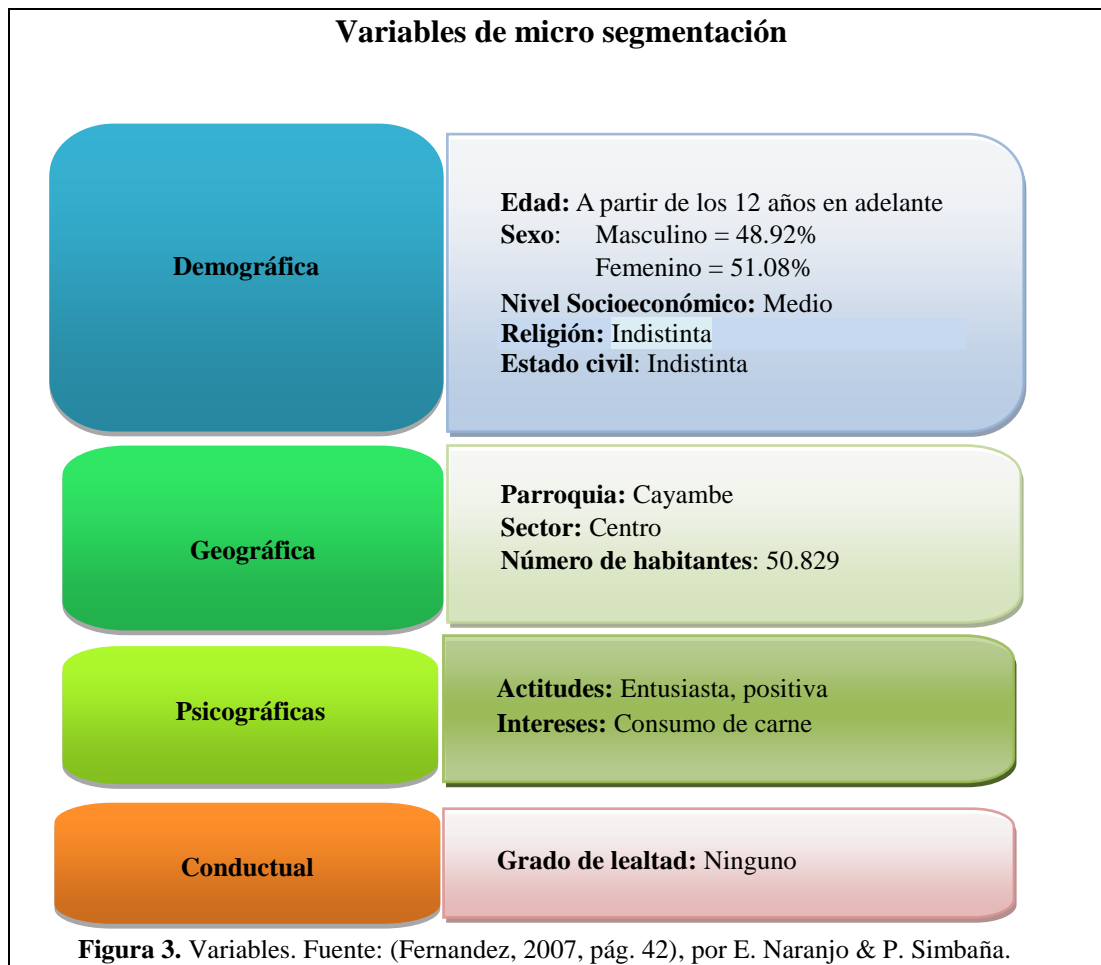 Variables de micro segmentación
Demográfica
Edad: A partir de los 12 años en adelante
Sexo: Masculino = 48.92%
Femenino = 51.08%
Nivel Socioeconómico: Medio
Religión: Indistinta
Estado civil: Indistinta
Geográfica
Parroquia: Cayambe
Sector: Centro
Número de habitantes: 50.829
Psicográficas
Actitudes: Entusiasta, positiva
Intereses: Consumo de carne
Conductual
Grado de lealtad: Ninguno
Figura 3. Variables. Fuente: (Fernandez, 2007, pág. 42), por E. Naranjo & P. Simbaña.